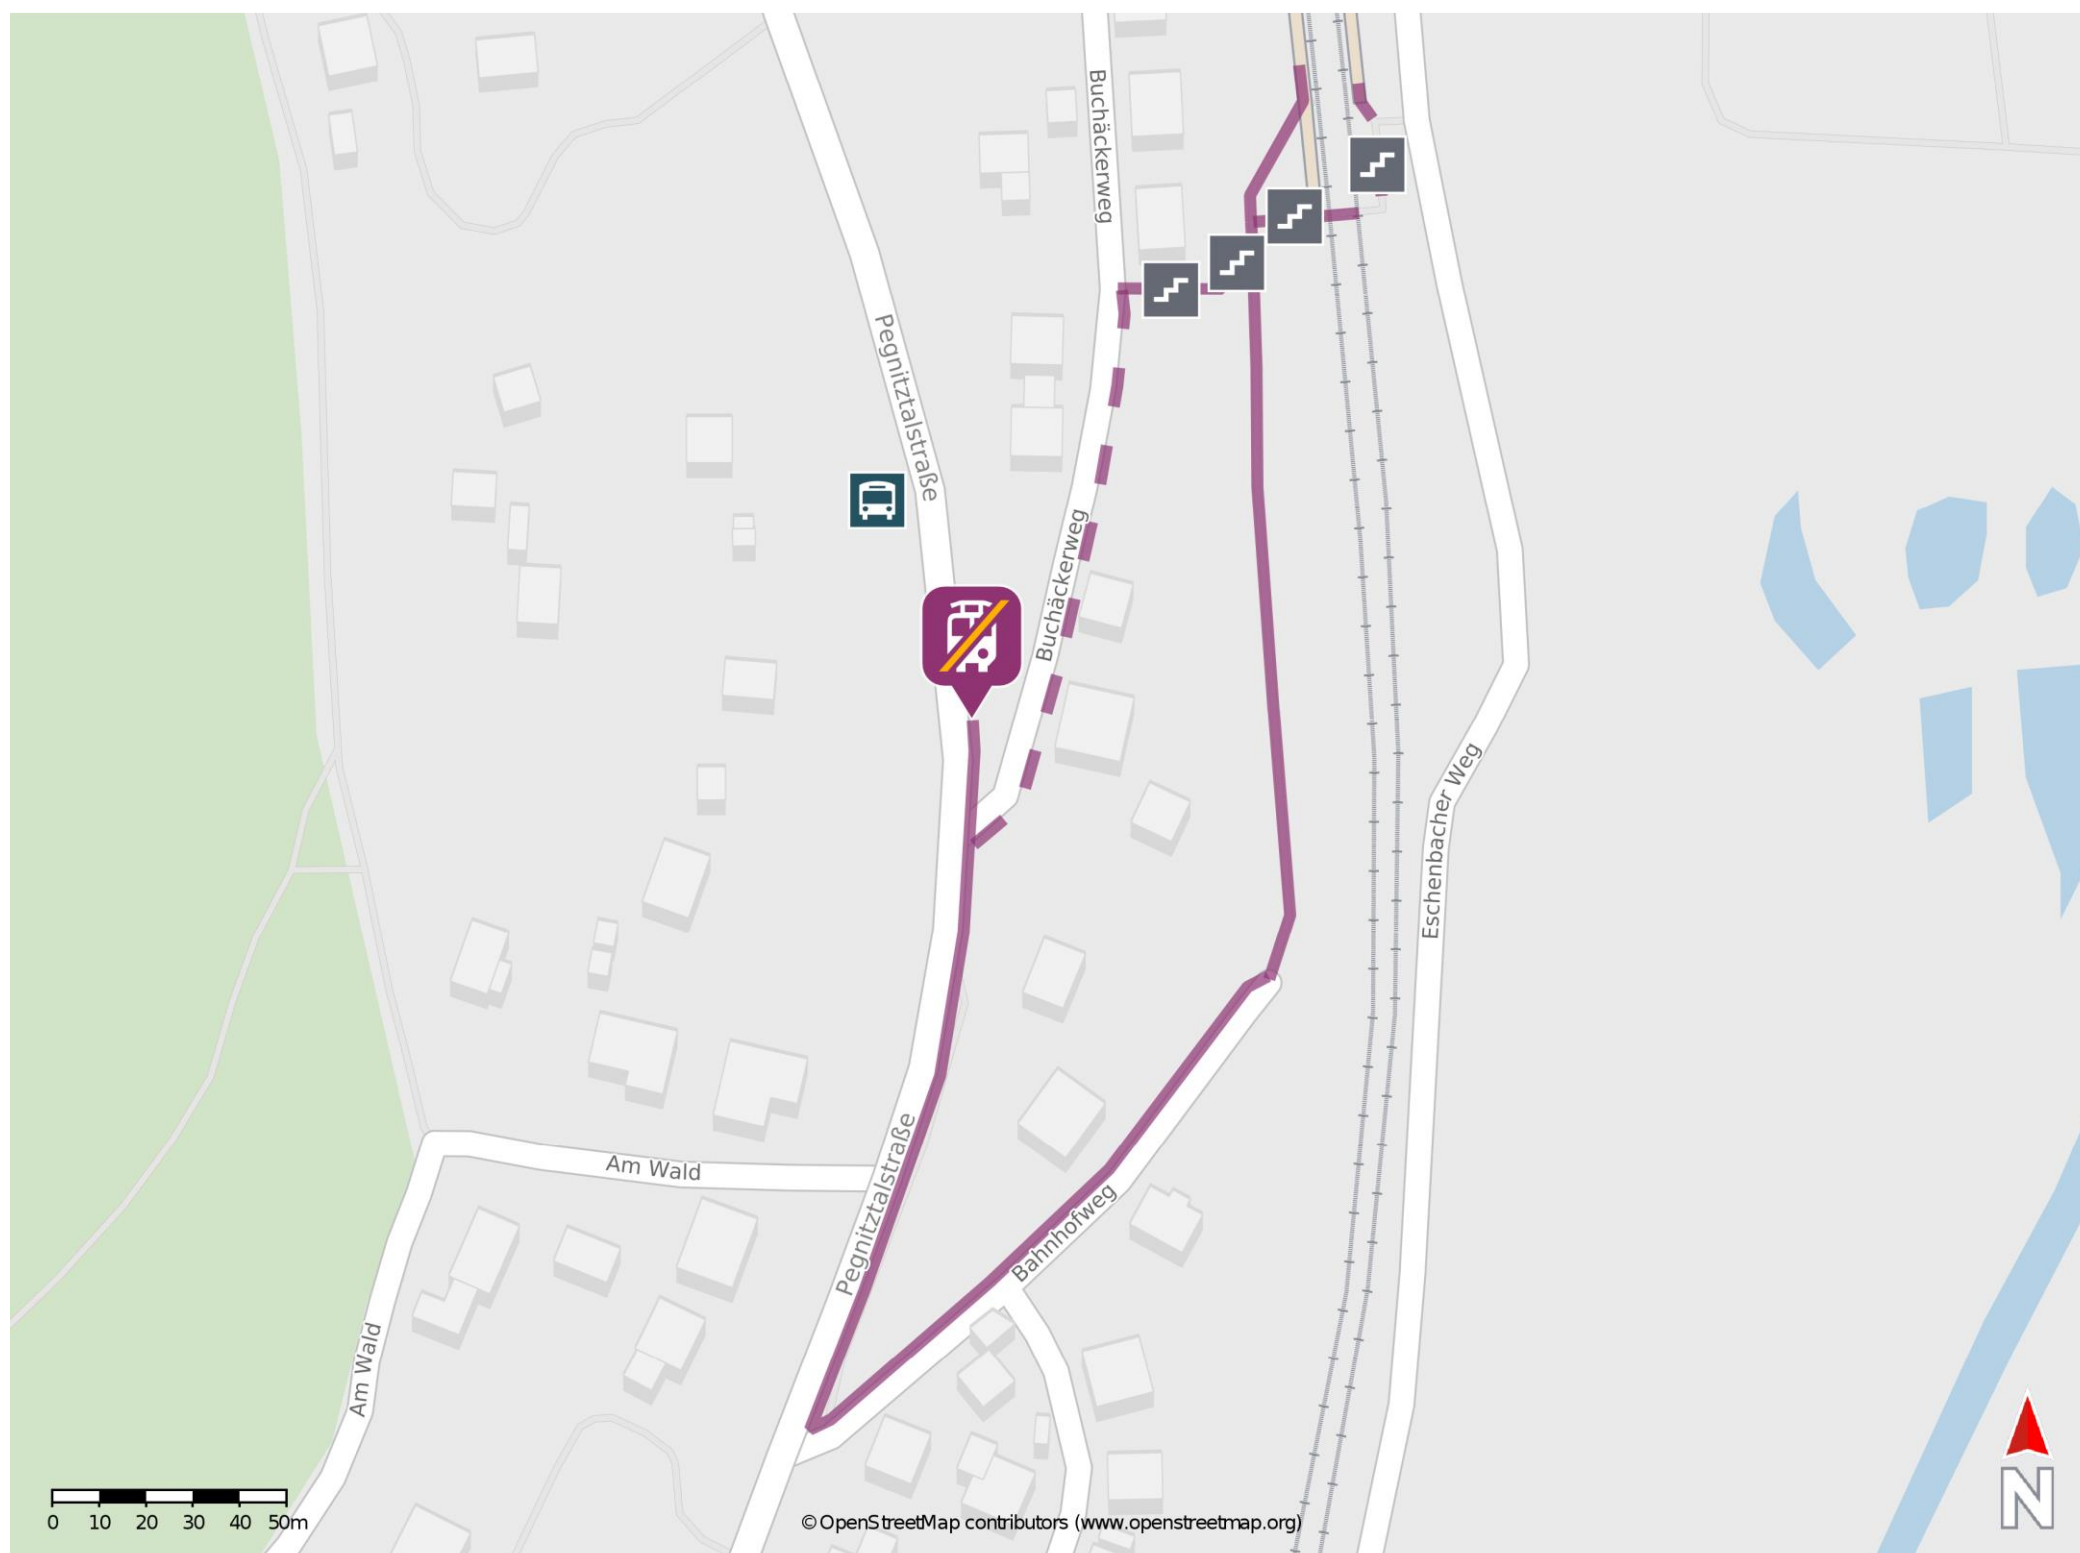 Buchäckerweg
Pegnitztalstraße
Buchäckerweg
Eschenbacher Weg
Am Wald
Pegnitztalstraße
Bahnhofweg
Am Wald
N
0 10 20 30 40 50m
© OpenStreetMap contributors (www.openstreetmap.org)